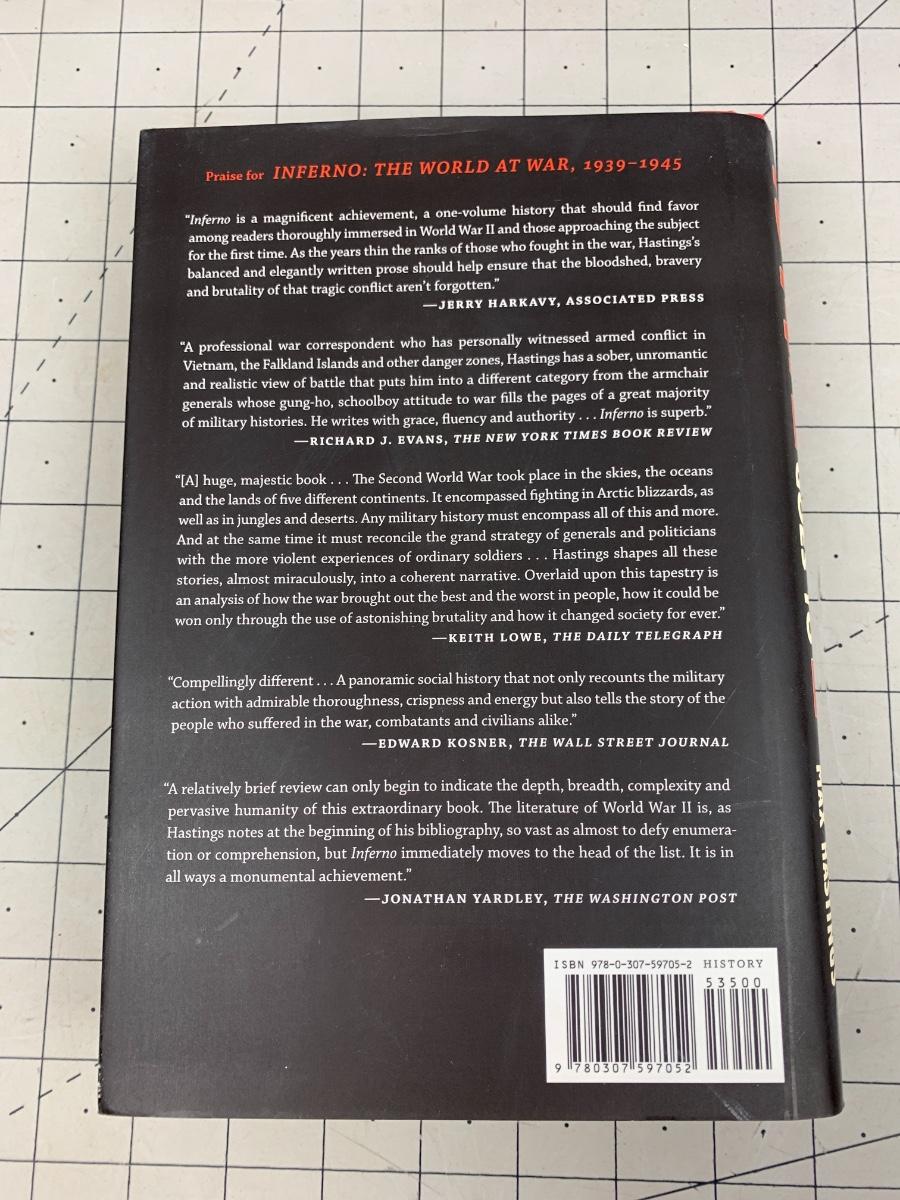 Praise for INFERNO: THE WORLD AT WAR, 1939–1945
“Inferno is a magnificent achievement, a one-volume history that should find favor
among readers thoroughly immersed in World War II and those approaching the subject
for the first time. As the years thin the ranks of those who fought in the war, Hastings’s
balanced and elegantly written prose should help ensure that the bloodshed, bravery
and brutality of that tragic conflict aren’t forgotten.”
—JERRY HARKAVY, ASSOCIATED PRESS
“A professional war correspondent who has personally witnessed armed conflict in
Vietnam, the Falkland Islands and other danger zones, Hastings has a sober, unromantic
and realistic view of battle that puts him into a different category from the armchair
generals whose gung-ho, schoolboy attitude to war fills the pages of a great majority
of military histories. He writes with grace, fluency and authority . . . Inferno is superb.”
—RICHARD J. EVANS, THE NEW YORK TIMES BOOK REVIEW
“[A] huge, majestic book . . . The Second World War took place in the skies, the oceans
and the lands of five different continents. It encompassed fighting in Arctic blizzards, as
well as in jungles and deserts. Any military history must encompass all of this and more.
And at the same time it must reconcile the grand strategy of generals and politicians
with the more violent experiences of ordinary soldiers . . . Hastings shapes all these
stories, almost miraculously, into a coherent narrative. Overlaid upon this tapestry is
an analysis of how the war brought out the best and the worst in people, how it could be
won only through the use of astonishing brutality and how it changed society for ever.”
—KEITH LOWE, THE DAILY TELEGRAPH
“Compellingly different . . . A panoramic social history that not only recounts the military
action with admirable thoroughness, crispness and energy but also tells the story of the
people who suffered in the war, combatants and civilians alike.”
—EDWARD KOSNER, THE WALL STREET JOURNAL
“A relatively brief review can only begin to indicate the depth, breadth, complexity and
pervasive humanity of this extraordinary book. The literature of World War II is, as
Hastings notes at the beginning of his bibliography, so vast as almost to defy enumera-
tion or comprehension, but Inferno immediately moves to the head of the list. It is in
all ways a monumental achievement.”
—JONATHAN YARDLEY, THE WASHINGTON POST
ISBN 978-0-307-59705-2 HISTORY
53500
9 780307 597052
MAX HASTINGS